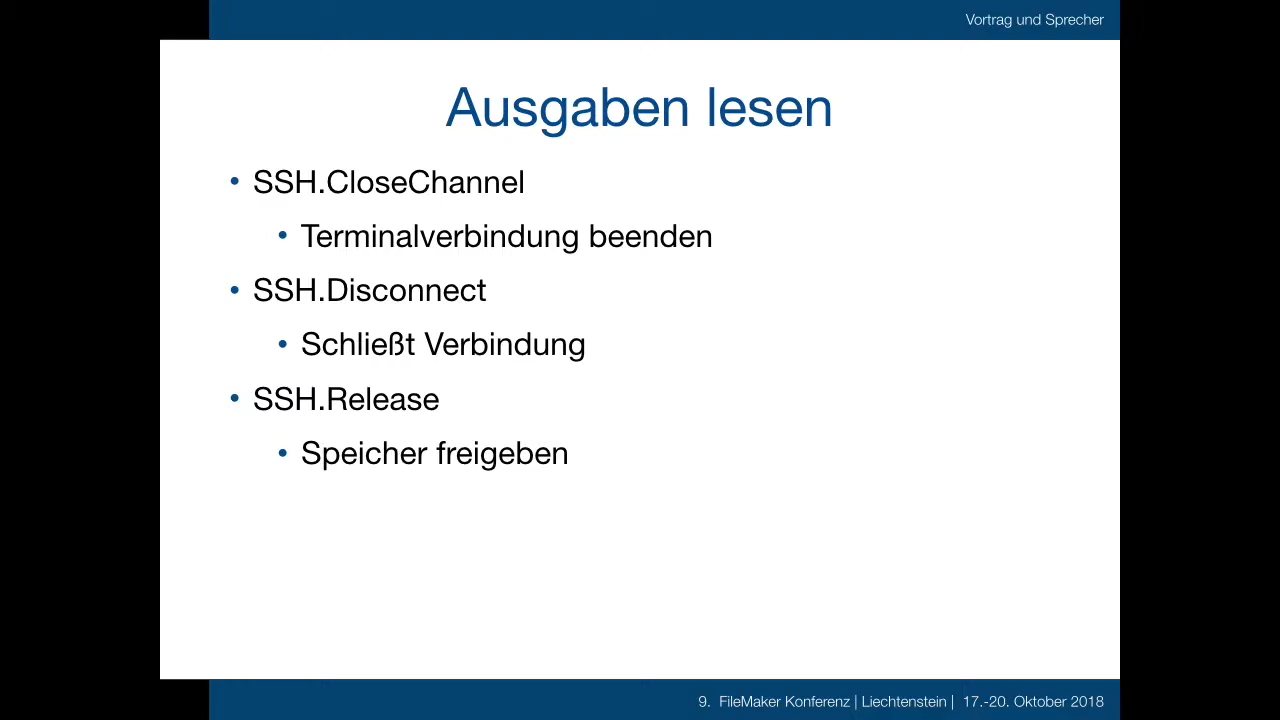 Vortrag und Sprecher
Ausgaben lesen
• SSH.CloseChannel
• Terminalverbindung beenden
• SSH.Disconnect
• Schließt Verbindung
• SSH.Release
• Speicher freigeben
9. FileMaker Konferenz | Liechtenstein | 17.-20. Oktober 2018